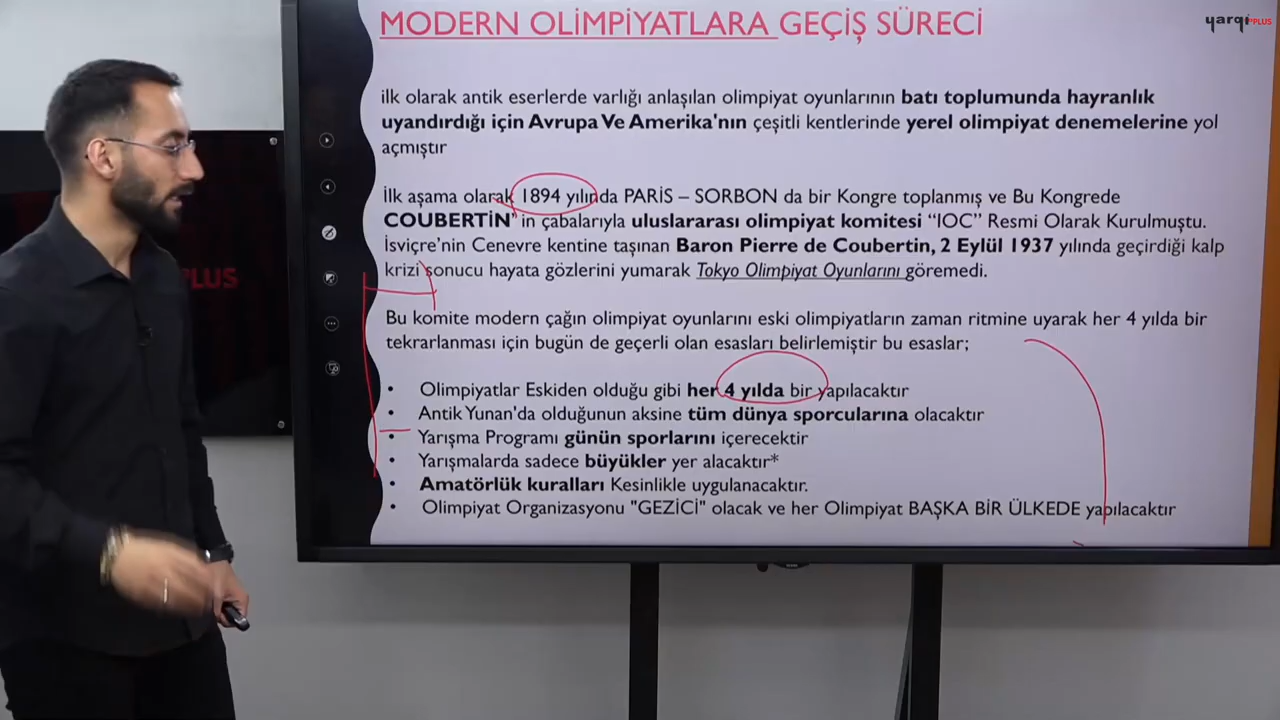 yargıPLUS
MODERN OLİMPİYATLARA GEÇİŞ SÜRECİ
ilk olarak antik eserlerde varlığı anlaşılan olimpiyat oyunlarının batı toplumunda hayranlık
uyandırdığı için Avrupa Ve Amerika'nın çeşitli kentlerinde yerel olimpiyat denemelerine yol
açmıştır
İlk aşama olarak 1894 yılında PARİS – SORBON da bir Kongre toplanmış ve Bu Kongrede
COUBERTİN" in çabalarıyla uluslararası olimpiyat komitesi “IOC” Resmi Olarak Kurulmuştu.
İsviçre’nin Cenevre kentine taşınan Baron Pierre de Coubertin, 2 Eylül 1937 yılında geçirdiği kalp
krizi sonucu hayata gözlerini yumarak Tokyo Olimpiyat Oyunlarını göremedi.
Bu komite modern çağın olimpiyat oyunlarını eski olimpiyatların zaman ritmine uyarak her 4 yılda bir
tekrarlanması için bugün de geçerli olan esasları belirlemiştir bu esaslar;
• Olimpiyatlar Eskiden olduğu gibi her 4 yılda bir yapılacaktır
• Antik Yunan'da olduğunun aksine tüm dünya sporcularına olacaktır
• Yarışma Programı günün sporlarını içerecektir
• Yarışmalarda sadece büyükler yer alacaktır*
• Amatörlük kuralları Kesinlikle uygulanacaktır.
• Olimpiyat Organizasyonu "GEZİCİ" olacak ve her Olimpiyat BAŞKA BİR ÜLKEDE yapılacaktır
PLUS